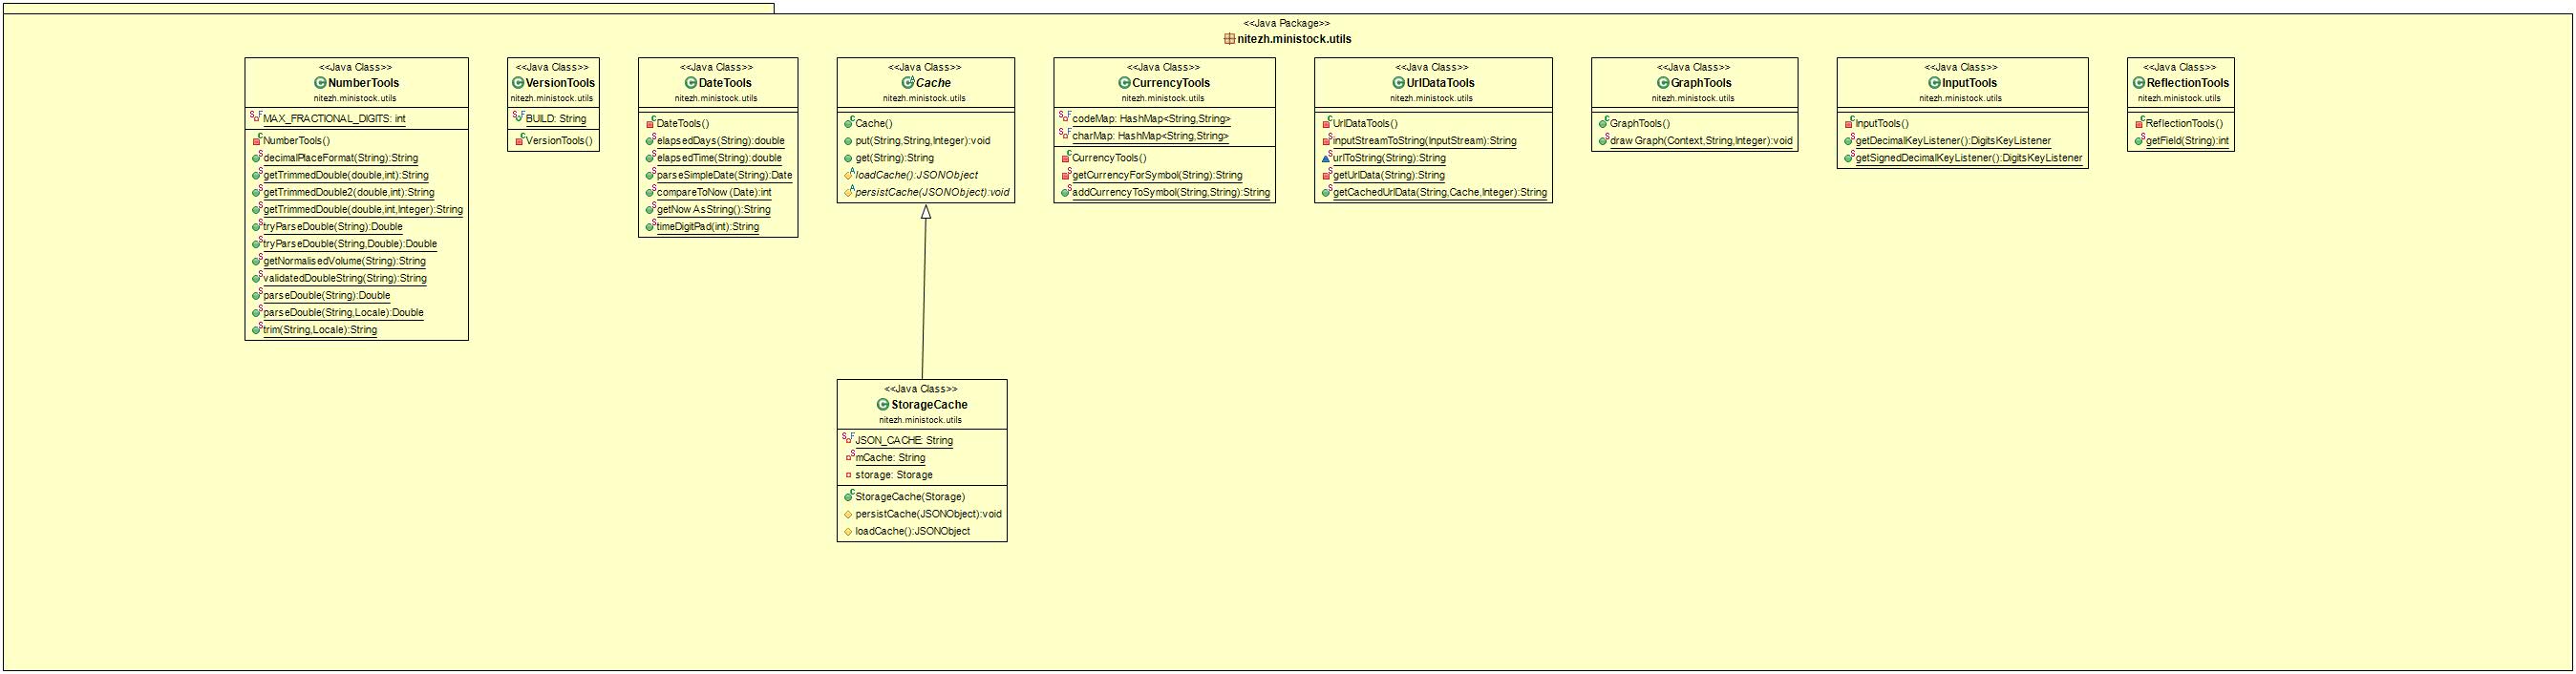 <<Java Package>>
nitezh.ministock.utils
<<Java Class>>
NumberTools
nitezh.ministock.utils
MAX_FRACTIONAL_DIGITS: int
NumberTools()
decimalPlaceFormat(String):String
getTrimmedDouble(double,int):String
getTrimmedDouble2(double,int):String
getTrimmedDouble(double,int,Integer):String
tryParseDouble(String):Double
tryParseDouble(String,Double):Double
getNormalisedVolume(String):String
validatedDoubleString(String):String
parseDouble(String):Double
parseDouble(String,Locale):Double
trim(String,Locale):String
<<Java Class>>
VersionTools
nitezh.ministock.utils
BUILD: String
VersionTools()
<<Java Class>>
DateTools
nitezh.ministock.utils
DateTools()
elapsedDays(String):double
elapsedTime(String):double
parseSimpleDate(String):Date
compareToNow(Date):int
getNowAsString():String
timeDigitPad(int):String
<<Java Class>>
Cache
nitezh.ministock.utils
Cache()
put(String,String,Integer):void
get(String):String
loadCache():JSONObject
persistCache(JSONObject):void
<<Java Class>>
CurrencyTools
nitezh.ministock.utils
codeMap: HashMap<String,String>
charMap: HashMap<String,String>
CurrencyTools()
getCurrencyForSymbol(String):String
addCurrencyToSymbol(String,String):String
<<Java Class>>
UrlDataTools
nitezh.ministock.utils
UrlDataTools()
inputStreamToString(InputStream):String
urlToString(String):String
getUrlData(String):String
getCachedUrlData(String,Cache,Integer):String
<<Java Class>>
GraphTools
nitezh.ministock.utils
GraphTools()
drawGraph(Context,String,Integer):void
<<Java Class>>
InputTools
nitezh.ministock.utils
InputTools()
getDecimalKeyListener():DigitsKeyListener
getSignedDecimalKeyListener():DigitsKeyListener
<<Java Class>>
ReflectionTools
nitezh.ministock.utils
ReflectionTools()
getField(String):int
<<Java Class>>
StorageCache
nitezh.ministock.utils
JSON_CACHE: String
mCache: String
storage: Storage
StorageCache(Storage)
persistCache(JSONObject):void
loadCache():JSONObject